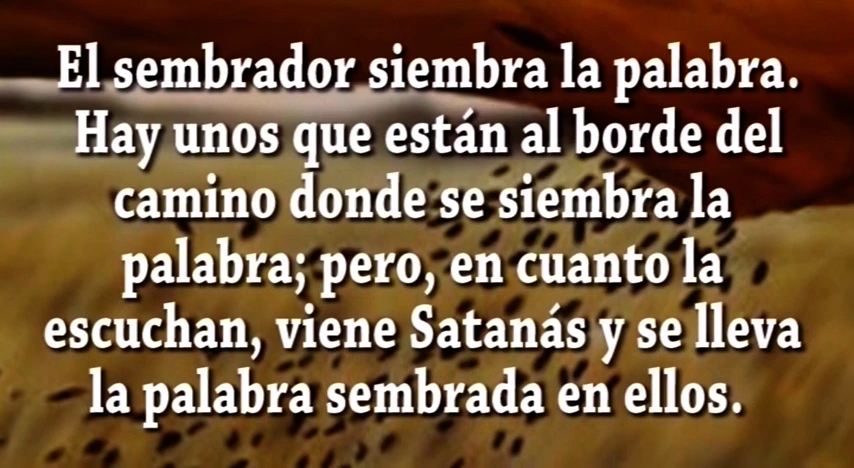 El sembrador siembra la palabra.
Hay unos que están al borde del
camino donde se siembra la
palabra; pero, en cuanto la
escuchan, viene Satanás y se lleva
la palabra sembrada en ellos.